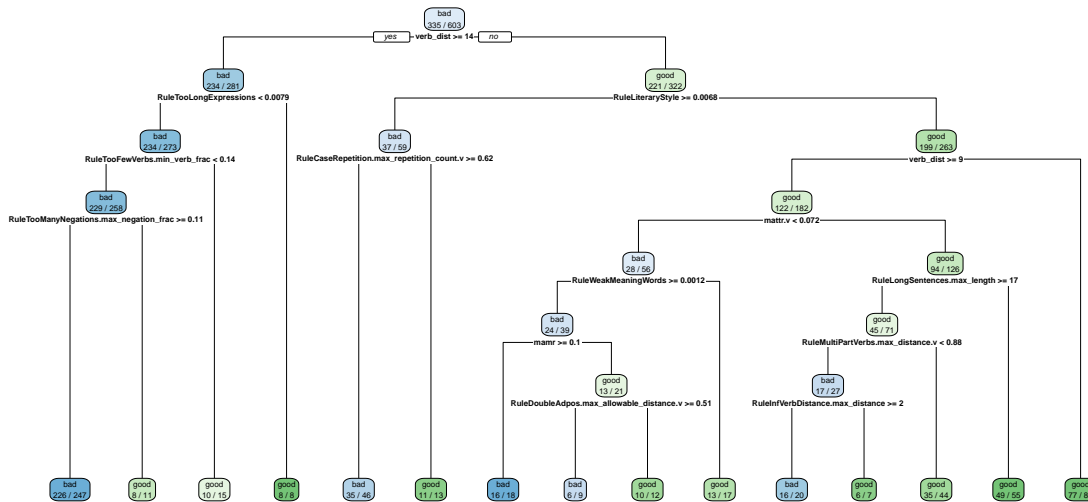 bad
335 / 603
yes verb_dist >= 14 no
bad
234 / 281
RuleTooLongExpressions < 0.0079
good
221 / 322
RuleLiteraryStyle >= 0.0068
bad
234 / 273
RuleTooFewVerbs.min_verb_frac < 0.14
bad
37 / 59
RuleCaseRepetition.max_repetition_count.v >= 0.62
good
199 / 263
verb_dist >= 9
bad
229 / 258
RuleTooManyNegations.max_negation_frac >= 0.11
good
122 / 182
mattr.v < 0.072
bad
28 / 56
RuleWeakMeaningWords >= 0.0012
good
94 / 126
RuleLongSentences.max_length >= 17
bad
24 / 39
mamr >= 0.1
good
45 / 71
RuleMultiPartVerbs.max_distance.v < 0.88
good
13 / 21
RuleDoubleAdpos.max_allowable_distance.v >= 0.51
bad
17 / 27
RuleInfVerbDistance.max_distance >= 2
bad
226 / 247
good
8 / 11
good
10 / 15
good
8 / 8
bad
35 / 46
good
11 / 13
bad
16 / 18
bad
6 / 9
good
10 / 12
good
13 / 17
bad
16 / 20
good
6 / 7
good
35 / 44
good
49 / 55
good
77 /